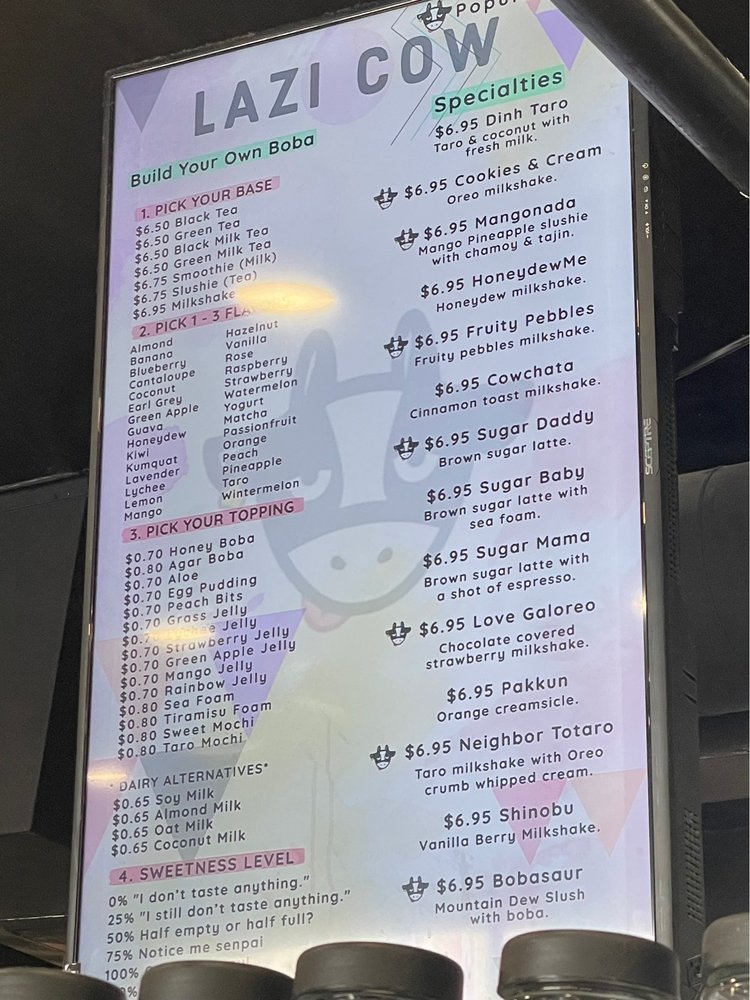 LAZI COW
Build Your Own Boba
1. PICK YOUR BASE
$6.50 Black Tea
$6.50 Green Tea
$6.50 Black Milk Tea
$6.50 Green Milk Tea
$6.75 Smoothie (Milk)
$6.75 Slushie (Tea)
$6.95 Milkshake
2. PICK 1 - 3
Almond
Banana
Blueberry
Cantaloupe
Coconut
Earl Grey
Green Apple
Guava
Honeydew
Kiwi
Kumquat
Lavender
Lychee
Lemon
Mango
Hazelnut
Vanilla
Rose
Raspberry
Strawberry
Watermelon
Yogurt
Matcha
Passionfruit
Orange
Peach
Pineapple
Taro
Wintermelon
3. PICK YOUR TOPPING
$0.70 Honey Boba
$0.80 Agar Boba
$0.70 Aloe
$0.70 Egg Pudding
$0.70 Peach Bits
$0.70 Grass Jelly
Lychee Jelly
$0.70 Strawberry Jelly
$0.70 Green Apple Jelly
$0.70 Mango Jelly
$0.70 Rainbow Jelly
$0.80 Sea Foam
$0.80 Tiramisu Foam
$0.80 Sweet Mochi
$0.80 Taro Mochi
* DAIRY ALTERNATIVES*
$0.65 Soy Milk
$0.65 Almond Milk
$0.65 Oat Milk
$0.65 Coconut Milk
4. SWEETNESS LEVEL
0% "I don't taste anything."
25% "I still don't taste anything."
50% Half empty or half full?
75% Notice me senpai
100%
Specialties
$6.95 Dinh Taro
Taro & coconut with
fresh milk.
$6.95 Cookies & Cream
Oreo milkshake.
$6.95 Mangonada
Mango Pineapple slushie
with chamoy & tajin.
$6.95 HoneydewMe
Honeydew milkshake.
$6.95 Fruity Pebbles
Fruity pebbles milkshake.
$6.95 Cowchata
Cinnamon toast milkshake.
$6.95 Sugar Daddy
Brown sugar latte.
$6.95 Sugar Baby
Brown sugar latte with
sea foam.
$6.95 Sugar Mama
Brown sugar latte with
a shot of espresso.
$6.95 Love Galoreo
Chocolate covered
strawberry milkshake.
$6.95 Pakkun
Orange creamsicle.
$6.95 Neighbor Totaro
Taro milkshake with Oreo
crumb whipped cream.
$6.95 Shinobu
Vanilla Berry Milkshake.
$6.95 Bobasaur
Mountain Dew Slush
with boba.
SCEPTRE